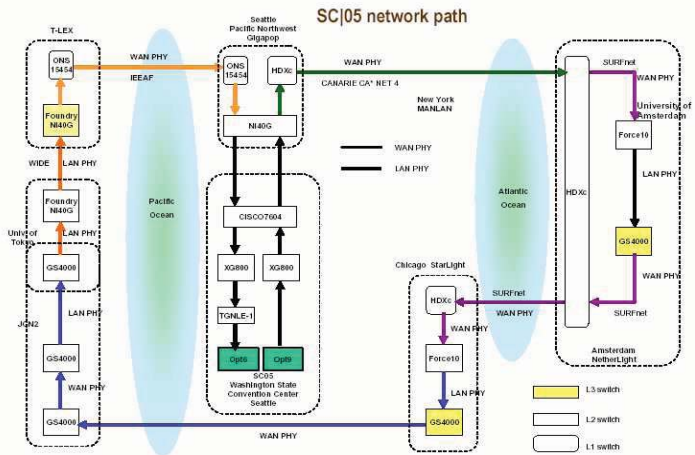 SC|05 network path
T-LEX
ONS
15454
WAN PHY
IEEAF
Foundry
NI40G
WIDE
LAN PHY
Foundry
NI40G
LAN PHY
Univ of
Tokyo
GS4000
JGN2
LAN PHY
GS4000
WAN PHY
GS4000
Pacific
Ocean
Seattle
Pacific Northwest
Gigapop
ONS
15454
HDXc
NI40G
WAN PHY
CANARIE CA* NET 4
New York
MANLAN
WAN PHY
LAN PHY
CISCO7604
XG800
XG800
TGNLE-1
Opt6
Opt9
SC05
Washington State
Convention Center
Seattle
Atlantic
Ocean
SURFnet
WAN PHY
University of
Amsterdam
Force10
LAN PHY
HDXc
GS4000
WAN PHY
SURFnet
Amsterdam
NetherLight
Chicago StarLight
HDXc
SURFnet
WAN PHY
WAN PHY
Force10
LAN PHY
GS4000
WAN PHY
L3 switch
L2 switch
L1 switch